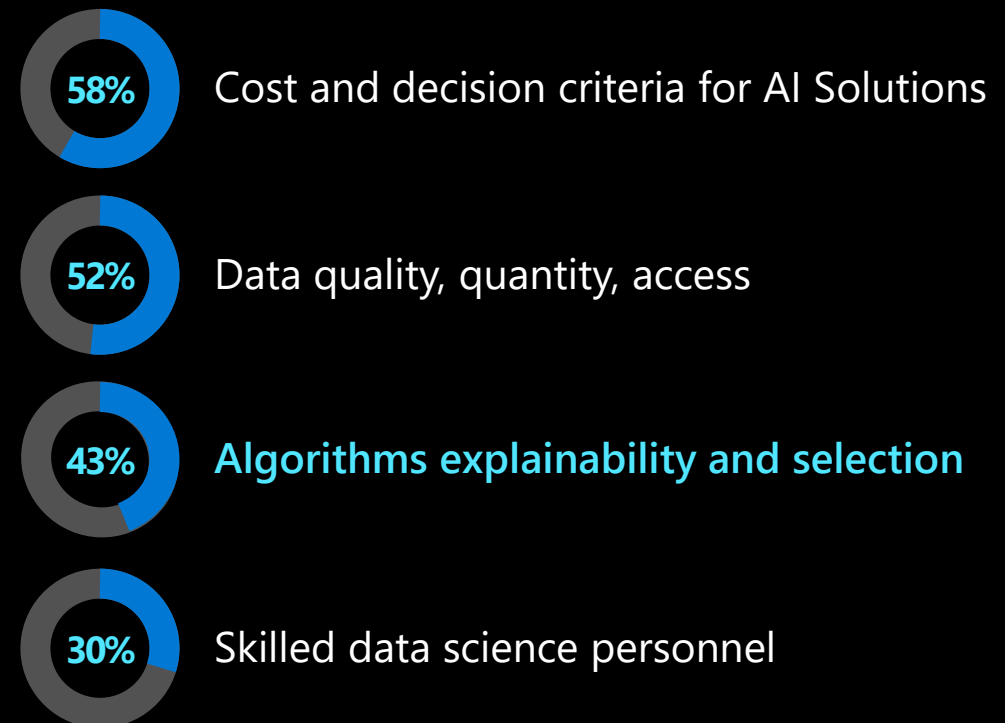 58% Cost and decision criteria for AI Solutions
52% Data quality, quantity, access
43% Algorithms explainability and selection
30% Skilled data science personnel